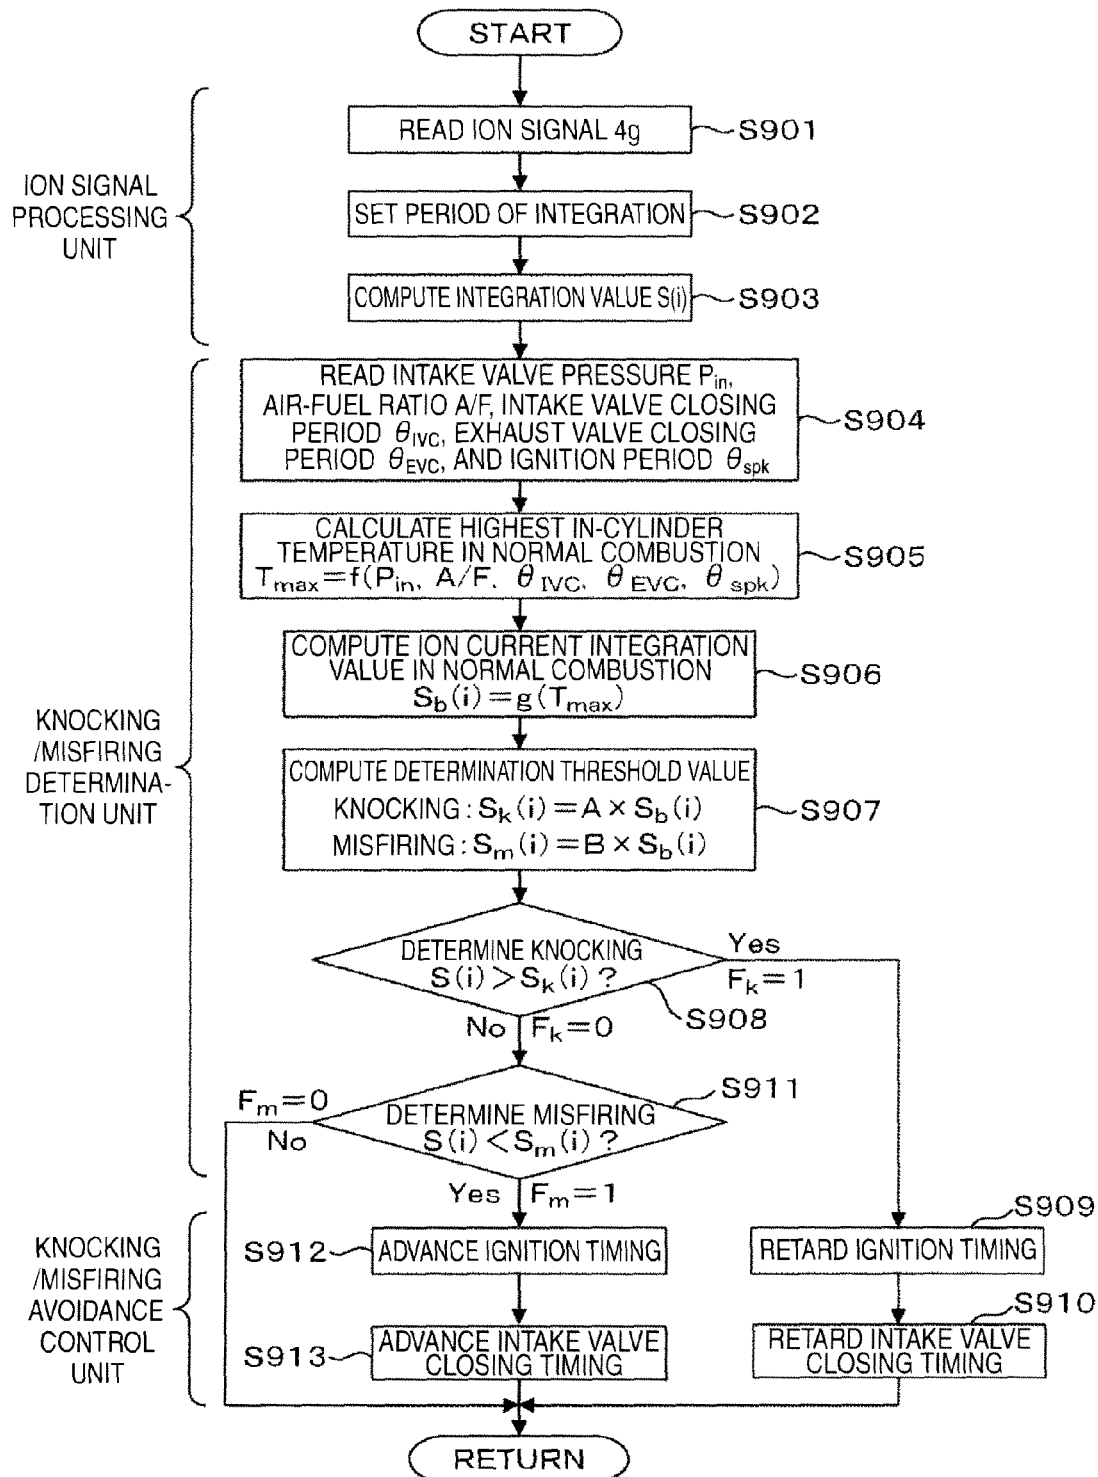 START
READ ION SIGNAL 4g
S901
SET PERIOD OF INTEGRATION
S902
COMPUTE INTEGRATION VALUE S(i)
S903
ION SIGNAL
PROCESSING
UNIT
READ INTAKE VALVE PRESSURE Pin,
AIR-FUEL RATIO A/F, INTAKE VALVE CLOSING
PERIOD θIVC, EXHAUST VALVE CLOSING
PERIOD θEVC, AND IGNITION PERIOD θspk
S904
CALCULATE HIGHEST IN-CYLINDER
TEMPERATURE IN NORMAL COMBUSTION
Tmax=f(Pin, A/F, θIVC, θEVC, θspk)
S905
COMPUTE ION CURRENT INTEGRATION
VALUE IN NORMAL COMBUSTION
Sb(i)=g(Tmax)
S906
KNOCKING
/MISFIRING
DETERMINA-
TION UNIT
COMPUTE DETERMINATION THRESHOLD VALUE
KNOCKING: Sk(i)=A×Sb(i)
MISFIRING: Sm(i)=B×Sb(i)
S907
DETERMINE KNOCKING
S(i)>Sk(i)?
Yes
Fk=1
S908
No Fk=0
S911
DETERMINE MISFIRING
S(i)<Sm(i)?
Fm=0
No
Yes Fm=1
KNOCKING
/MISFIRING
AVOIDANCE
CONTROL
UNIT
S912
ADVANCE IGNITION TIMING
S909
RETARD IGNITION TIMING
S913
ADVANCE INTAKE VALVE
CLOSING TIMING
S910
RETARD INTAKE VALVE
CLOSING TIMING
RETURN